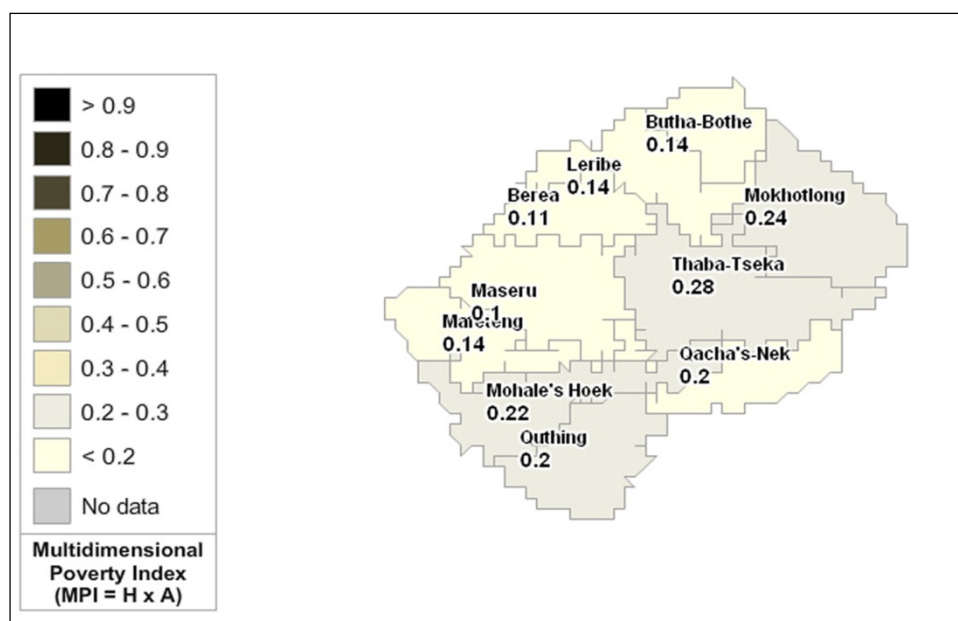 > 0.9
0.8 - 0.9
0.7 - 0.8
0.6 - 0.7
0.5 - 0.6
0.4 - 0.5
0.3 - 0.4
0.2 - 0.3
< 0.2
No data
Multidimensional
Poverty Index
(MPI = H x A)
Butha-Bothe
0.14
Leribe
0.14
Berea
0.11
Mokhotlong
0.24
Thaba-Tseka
0.28
Maseru
0.1
Mafeteng
0.14
Qacha's-Nek
0.2
Mohale's Hoek
0.22
Quthing
0.2